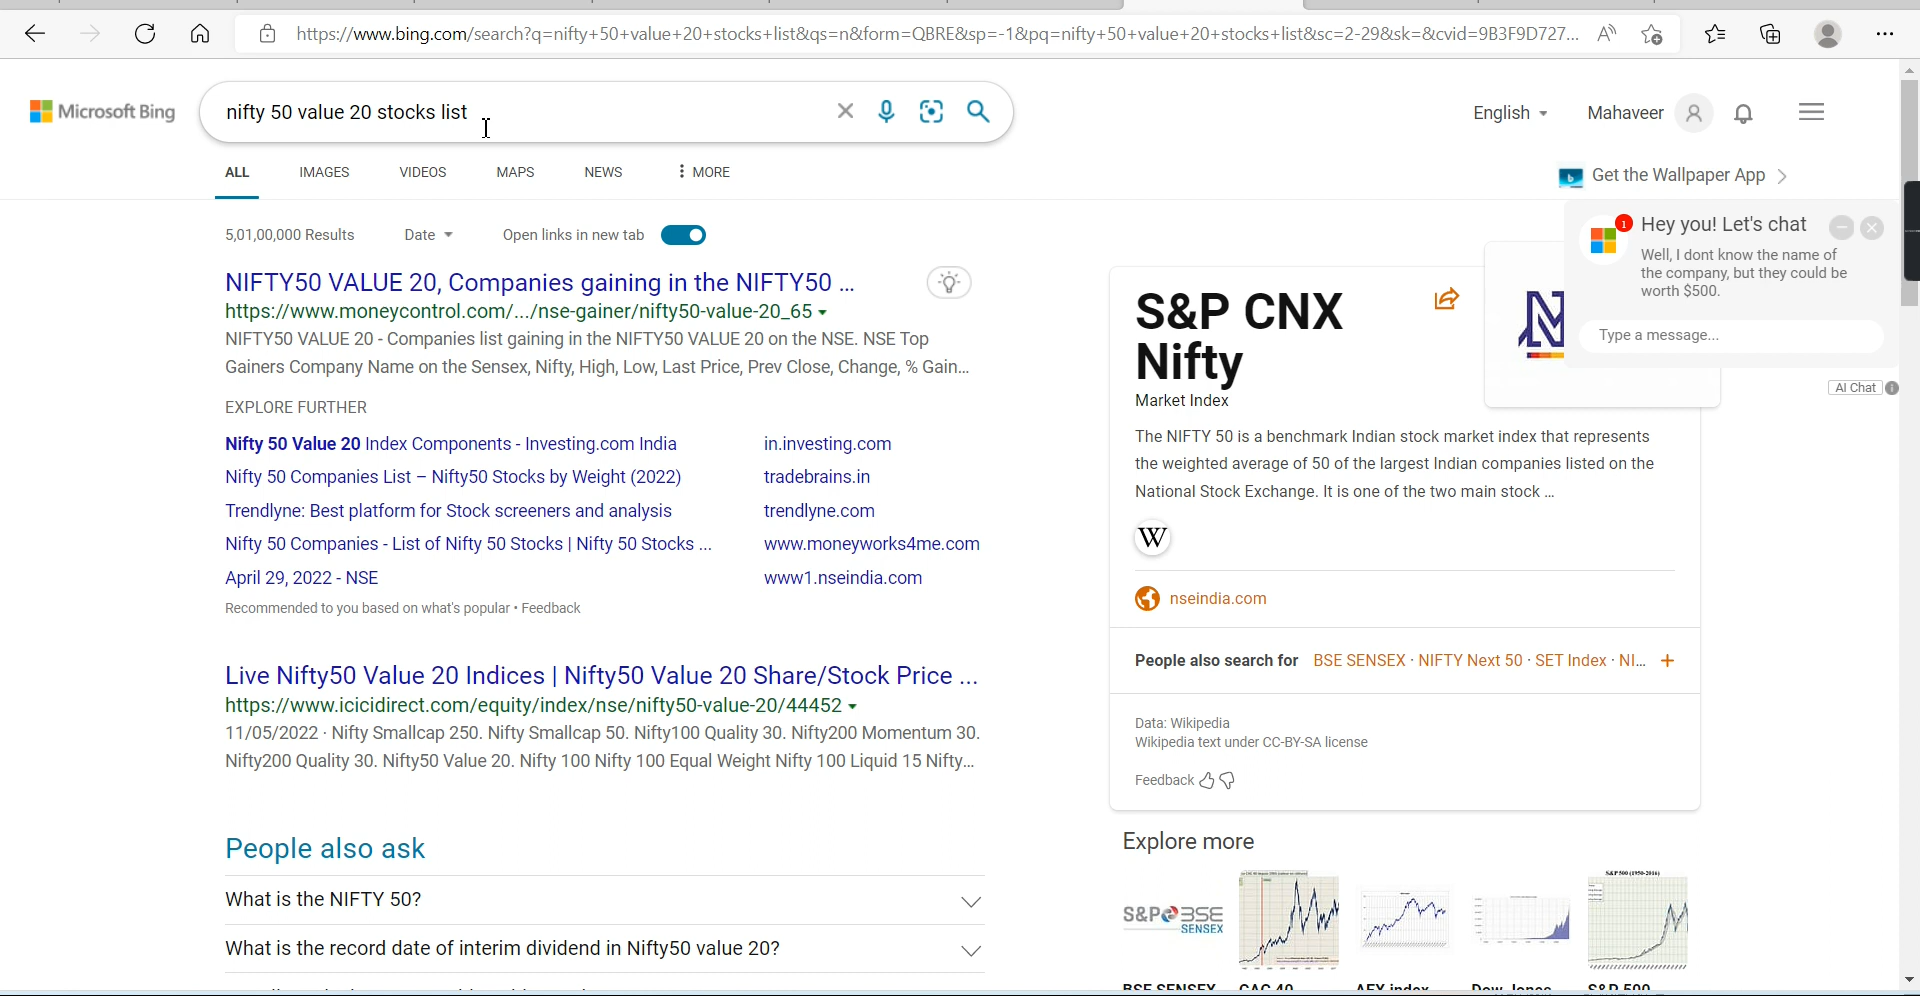 https://www.bing.com/search?q=nifty+50+value+20+stocks+list&qs=n&form=QBRE&sp=-1&pq=nifty+50+value+20+stocks+list&sc=2-29&sk=&cvid=9B3F9D727...
Microsoft Bing
nifty 50 value 20 stocks list
English
Mahaveer
ALL IMAGES VIDEOS MAPS NEWS MORE
Get the Wallpaper App
5,01,00,000 Results Date Open links in new tab
NIFTY50 VALUE 20, Companies gaining in the NIFTY50 ...
https://www.moneycontrol.com/.../nse-gainer/nifty50-value-20_65
NIFTY50 VALUE 20 - Companies list gaining in the NIFTY50 VALUE 20 on the NSE. NSE Top
Gainers Company Name on the Sensex, Nifty, High, Low, Last Price, Prev Close, Change, % Gain...
EXPLORE FURTHER
Nifty 50 Value 20 Index Components - Investing.com India in.investing.com
Nifty 50 Companies List – Nifty50 Stocks by Weight (2022) tradebrains.in
Trendlyne: Best platform for Stock screeners and analysis trendlyne.com
Nifty 50 Companies - List of Nifty 50 Stocks | Nifty 50 Stocks ... www.moneyworks4me.com
April 29, 2022 - NSE www1.nseindia.com
Recommended to you based on what's popular • Feedback
Live Nifty50 Value 20 Indices | Nifty50 Value 20 Share/Stock Price ...
https://www.icicidirect.com/equity/index/nse/nifty50-value-20/44452
11/05/2022 · Nifty Smallcap 250. Nifty Smallcap 50. Nifty100 Quality 30. Nifty200 Momentum 30.
Nifty200 Quality 30. Nifty50 Value 20. Nifty 100 Nifty 100 Equal Weight Nifty 100 Liquid 15 Nifty...
People also ask
What is the NIFTY 50?
What is the record date of interim dividend in Nifty50 value 20?
1
Hey you! Let's chat
Well, I dont know the name of
the company, but they could be
worth $500.
Type a message...
AI Chat
S&P CNX
Nifty
Market Index
The NIFTY 50 is a benchmark Indian stock market index that represents
the weighted average of 50 of the largest Indian companies listed on the
National Stock Exchange. It is one of the two main stock ...
W
nseindia.com
People also search for BSE SENSEX · NIFTY Next 50 · SET Index · NI...
Data: Wikipedia
Wikipedia text under CC-BY-SA license
Feedback
Explore more
S&P BSE
SENSEX
S&P 500 (1950-2016)
BSE SENSEX CAC 40 AEX index Dow Jones S&P 500